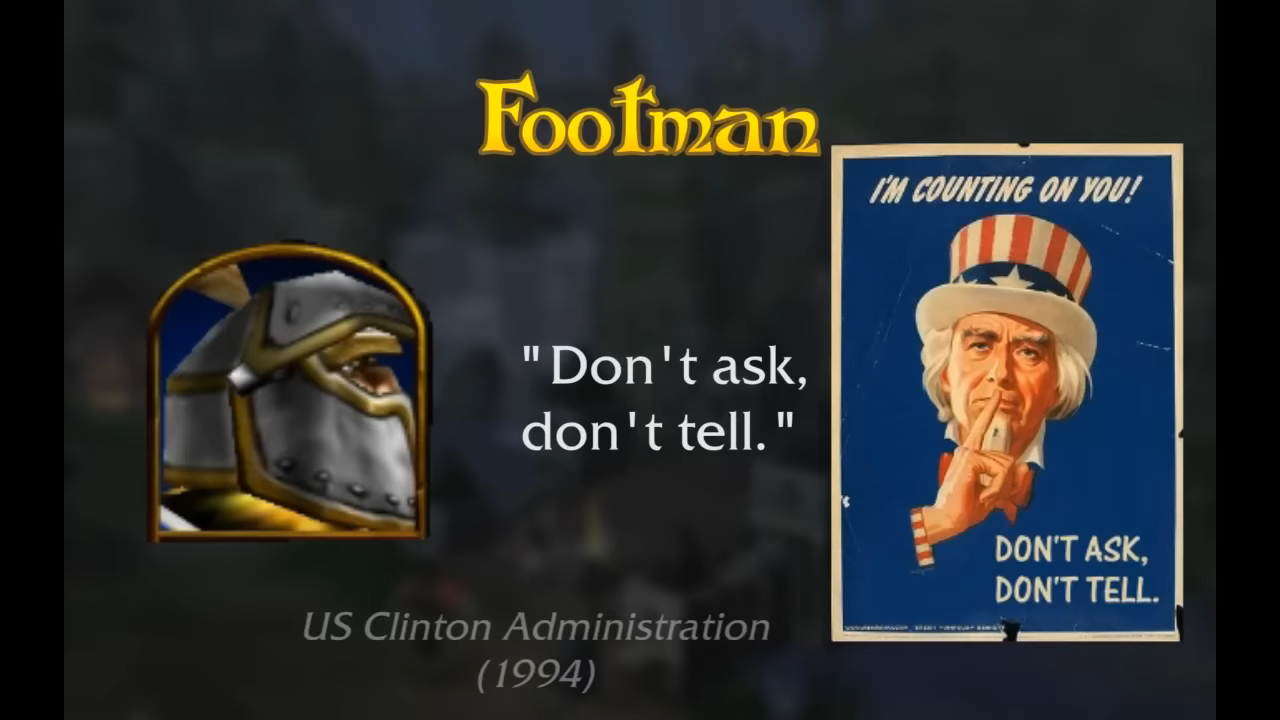 Footman
I'M COUNTING ON YOU!
"Don't ask,
don't tell."
DON'T ASK,
DON'T TELL.
US Clinton Administration
(1994)